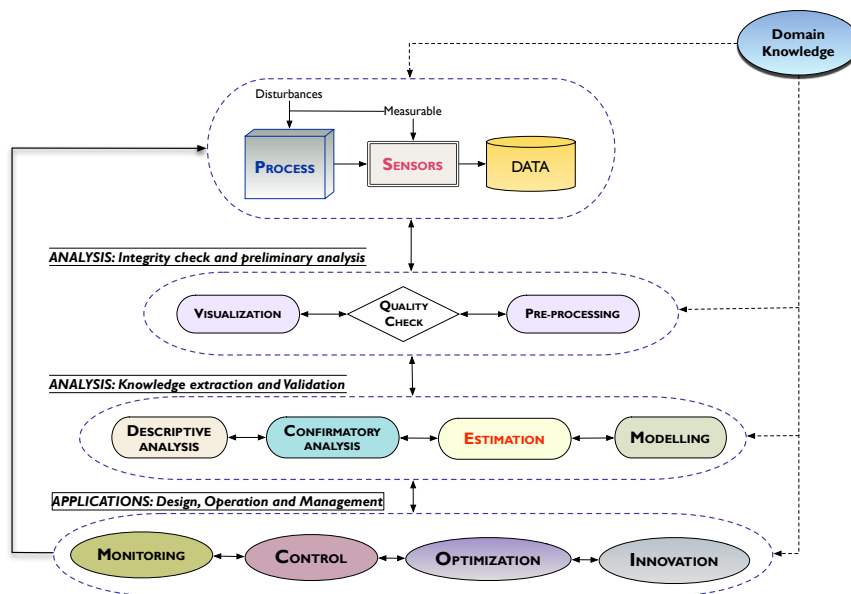 Domain
Knowledge
Disturbances
Measurable
PROCESS
SENSORS
DATA
ANALYSIS: Integrity check and preliminary analysis
VISUALIZATION
QUALITY
CHECK
PRE-PROCESSING
ANALYSIS: Knowledge extraction and Validation
DESCRIPTIVE
ANALYSIS
CONFIRMATORY
ANALYSIS
ESTIMATION
MODELLING
APPLICATIONS: Design, Operation and Management
MONITORING
CONTROL
OPTIMIZATION
INNOVATION